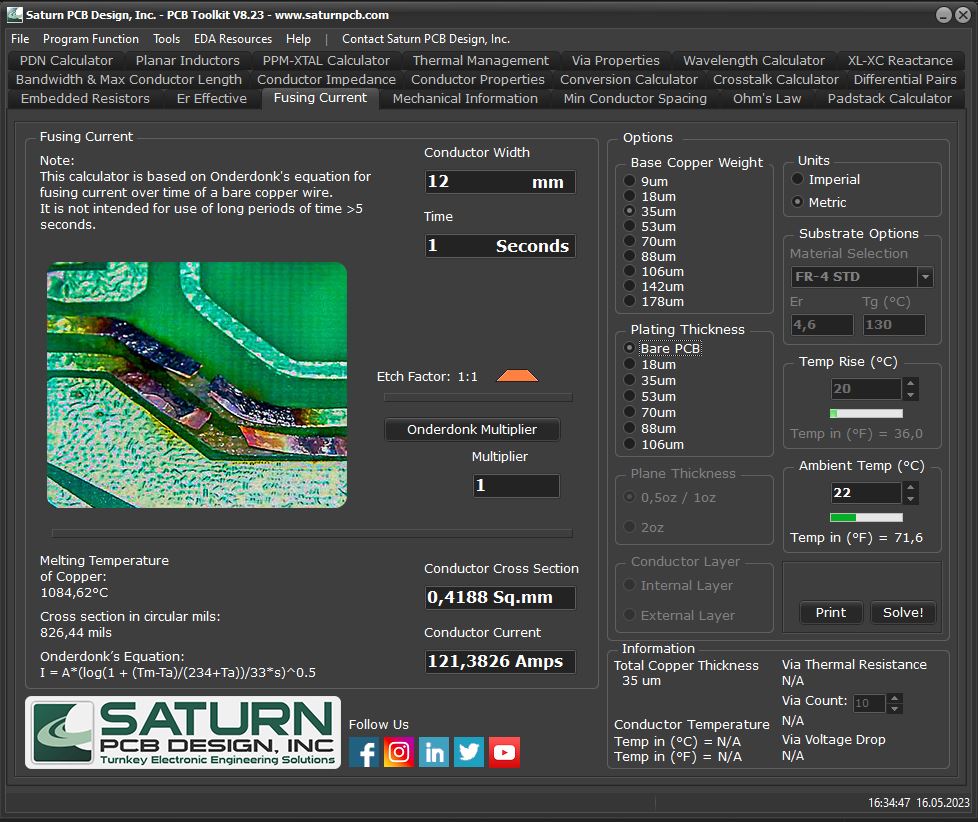 Saturn PCB Design, Inc. - PCB Toolkit V8.23 - www.saturnpcb.com
File Program Function Tools EDA Resources Help | Contact Saturn PCB Design, Inc.
PDN Calculator Planar Inductors PPM-XTAL Calculator Thermal Management Via Properties Wavelength Calculator XL-XC Reactance
Bandwidth & Max Conductor Length Conductor Impedance Conductor Properties Conversion Calculator Crosstalk Calculator Differential Pairs
Embedded Resistors Er Effective Fusing Current Mechanical Information Min Conductor Spacing Ohm's Law Padstack Calculator
Fusing Current
Note:
This calculator is based on Onderdonk's equation for
fusing current over time of a bare copper wire.
It is not intended for use of long periods of time >5
seconds.
Conductor Width
12 mm
Time
1 Seconds
Etch Factor: 1:1
Onderdonk Multiplier
Multiplier
1
Melting Temperature
of Copper:
1084,62°C
Cross section in circular mils:
826,44 mils
Onderdonk's Equation:
I = A*(log(1 + (Tm-Ta)/(234+Ta))/33*s)^0.5
Conductor Cross Section
0,4188 Sq.mm
Conductor Current
121,3826 Amps
Options
Base Copper Weight
9um
18um
35um
53um
70um
88um
106um
142um
178um
Plating Thickness
Bare PCB
18um
35um
53um
70um
88um
106um
Plane Thickness
0,5oz / 1oz
2oz
Conductor Layer
Internal Layer
External Layer
Units
Imperial
Metric
Substrate Options
Material Selection
FR-4 STD
Er Tg (°C)
4,6 130
Temp Rise (°C)
20
Temp in (°F) = 36,0
Ambient Temp (°C)
22
Temp in (°F) = 71,6
Print Solve!
Information
Total Copper Thickness
35 um
Conductor Temperature
Temp in (°C) = N/A
Temp in (°F) = N/A
Via Thermal Resistance
N/A
Via Count: 10
N/A
Via Voltage Drop
N/A
SATURN
PCB DESIGN, INC
Turnkey Electronic Engineering Solutions
Follow Us
16:34:47 16.05.2023